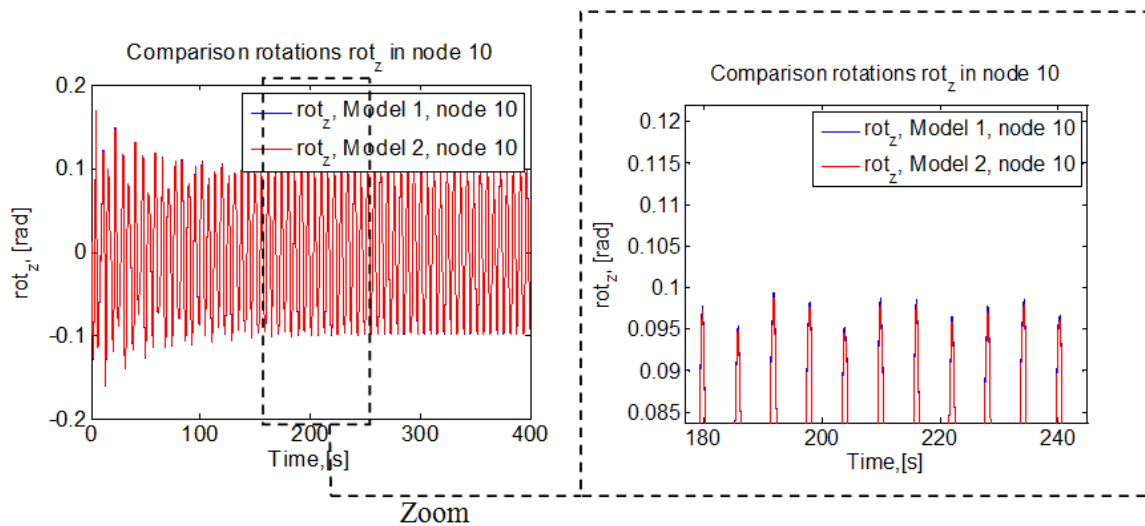 Comparison rotations rot_z in node 10
0.2
0.1
0
-0.1
-0.2
rot_z, [rad]
rot_z, Model 1, node 10
rot_z, Model 2, node 10
0 100 200 300 400
Time,[s]
Zoom
Comparison rotations rot_z in node 10
0.12
0.115
0.11
0.105
0.1
0.095
0.09
0.085
rot_z, [rad]
rot_z, Model 1, node 10
rot_z, Model 2, node 10
180 200 220 240
Time,[s]